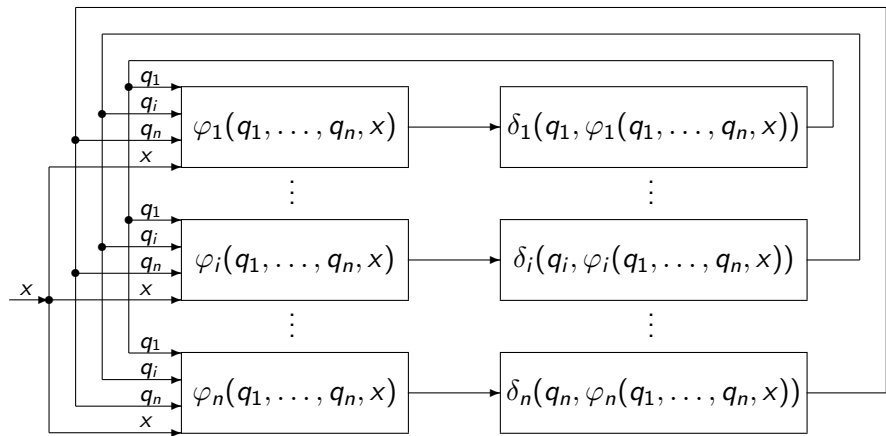 q₁
qᵢ
qₙ
x
φ₁(q₁, . . . , qₙ, x)
δ₁(q₁, φ₁(q₁, . . . , qₙ, x))
⋮ ⋮
q₁
qᵢ
qₙ
x
x
φᵢ(q₁, . . . , qₙ, x)
δᵢ(qᵢ, φᵢ(q₁, . . . , qₙ, x))
⋮ ⋮
q₁
qᵢ
qₙ
x
φₙ(q₁, . . . , qₙ, x)
δₙ(qₙ, φₙ(q₁, . . . , qₙ, x))